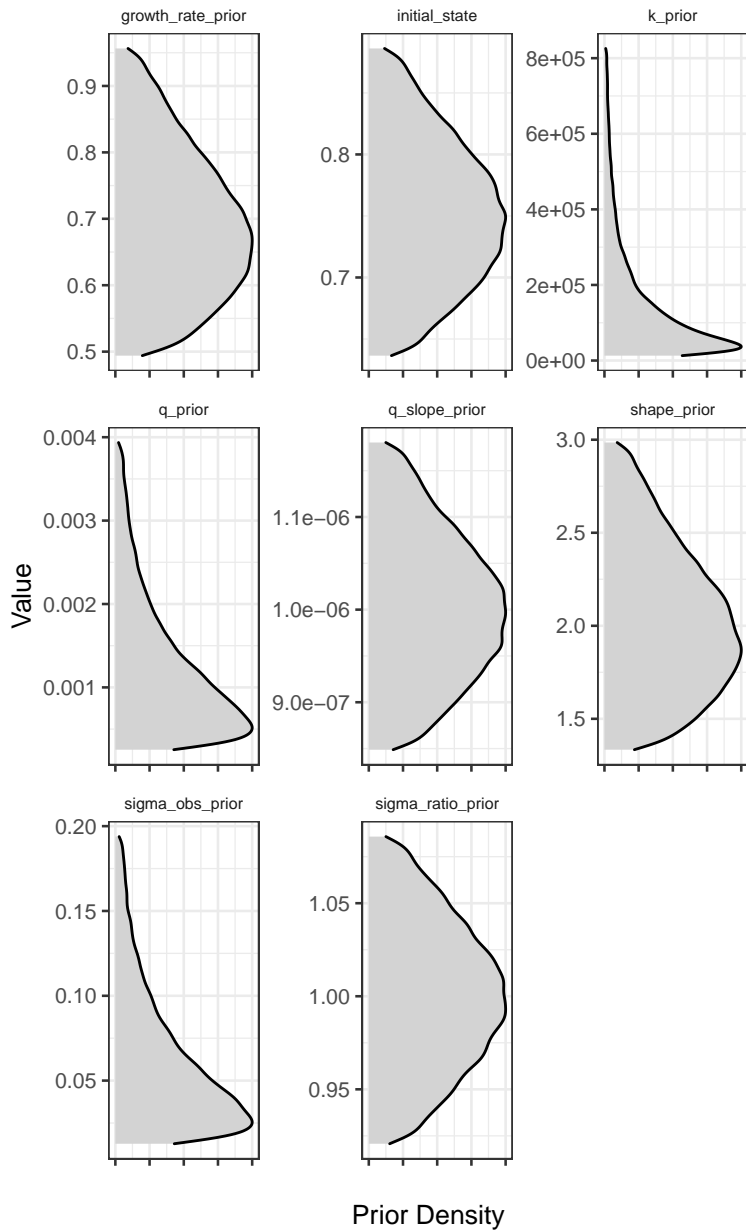 growth_rate_prior
initial_state
k_prior
0.9
0.8
0.7
0.6
0.5
0.8
0.7
8e+05
6e+05
4e+05
2e+05
0e+00
q_prior
q_slope_prior
shape_prior
0.004
0.003
0.002
0.001
1.1e−06
1.0e−06
9.0e−07
3.0
2.5
2.0
1.5
Value
sigma_obs_prior
sigma_ratio_prior
0.20
0.15
0.10
0.05
1.05
1.00
0.95
Prior Density